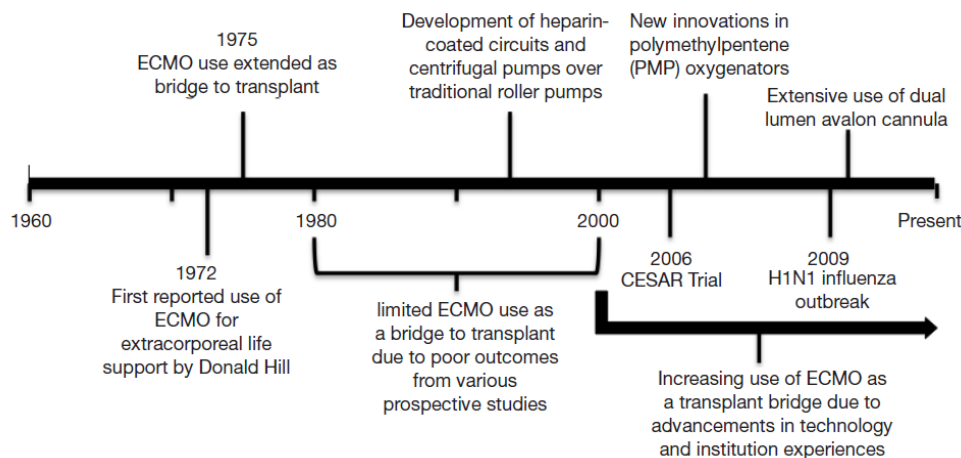 1975
ECMO use extended as
bridge to transplant
Development of heparin-
coated circuits and
centrifugal pumps over
traditional roller pumps
New innovations in
polymethylpentene
(PMP) oxygenators
Extensive use of dual
lumen avalon cannula
1960
1980
2000
Present
1972
First reported use of
ECMO for
extracorporeal life
support by Donald Hill
limited ECMO use as
a bridge to transplant
due to poor outcomes
from various
prospective studies
2006
CESAR Trial
2009
H1N1 influenza
outbreak
Increasing use of ECMO as
a transplant bridge due to
advancements in technology
and institution experiences